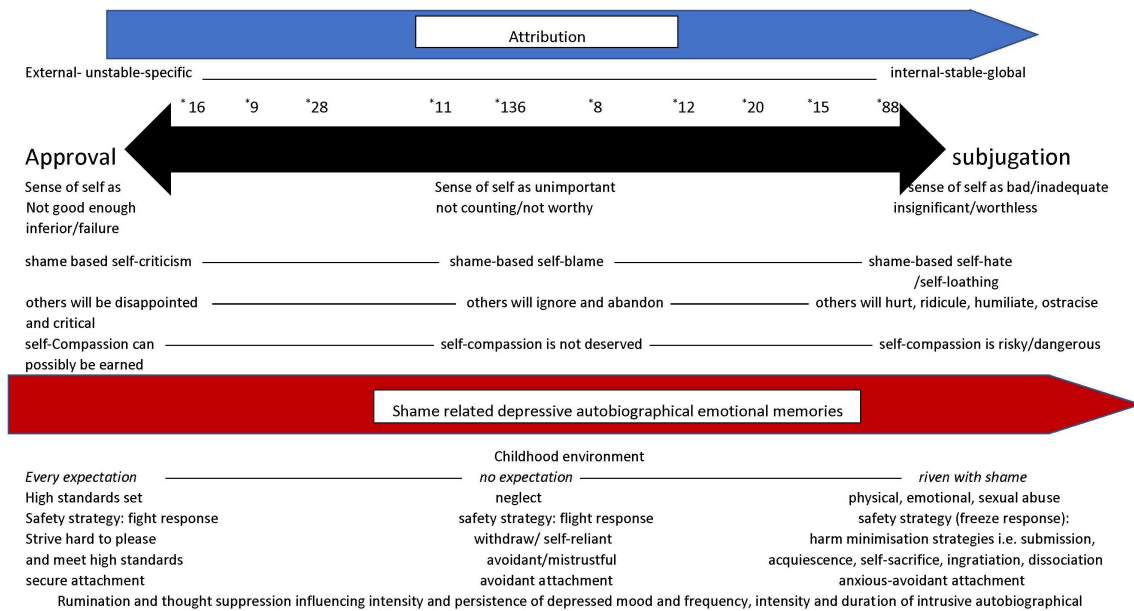 Attribution
External- unstable-specific internal-stable-global
*16 *9 *28 *11 *136 *8 *12 *20 *15 *88
Approval subjugation
Sense of self as Sense of self as unimportant sense of self as bad/inadequate
Not good enough not counting/not worthy insignificant/worthless
inferior/failure
shame based self-criticism shame-based self-blame shame-based self-hate
/self-loathing
others will be disappointed others will ignore and abandon others will hurt, ridicule, humiliate, ostracise
and critical
self-Compassion can self-compassion is not deserved self-compassion is risky/dangerous
possibly be earned
Shame related depressive autobiographical emotional memories
Childhood environment
Every expectation no expectation riven with shame
High standards set neglect physical, emotional, sexual abuse
Safety strategy: fight response safety strategy: flight response safety strategy (freeze response):
Strive hard to please withdraw/ self-reliant harm minimisation strategies i.e. submission,
and meet high standards avoidant/mistrustful acquiescence, self-sacrifice, ingratiation, dissociation
secure attachment avoidant attachment anxious-avoidant attachment
Rumination and thought suppression influencing intensity and persistence of depressed mood and frequency, intensity and duration of intrusive autobiographical